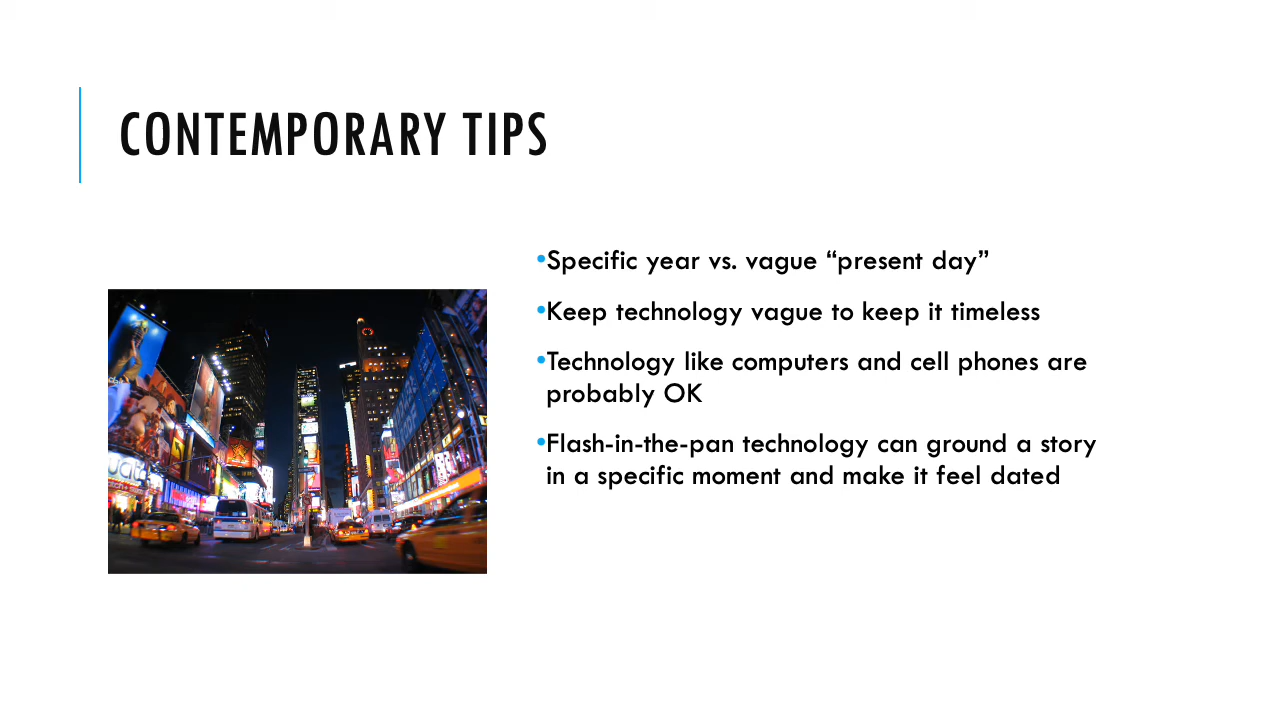 CONTEMPORARY TIPS
•Specific year vs. vague “present day”
•Keep technology vague to keep it timeless
•Technology like computers and cell phones are
probably OK
•Flash-in-the-pan technology can ground a story
in a specific moment and make it feel dated